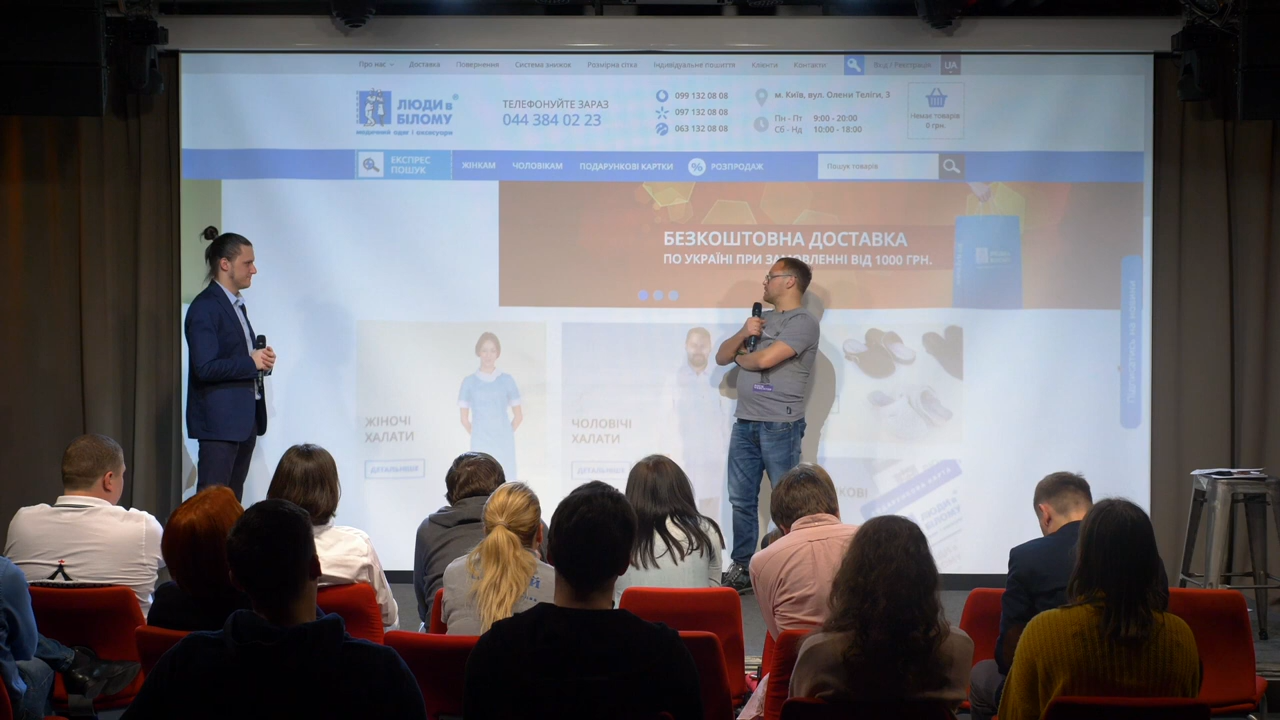 Про нас
Доставка
Повернення
Система знижок
Розмірна сітка
Індивідуальне пошиття
Клієнти
Контакти
Вхід / Реєстрація
UA
ЛЮДИ в
БІЛОМУ
медичний одяг і аксесуари
ТЕЛЕФОНУЙТЕ ЗАРАЗ
044 384 02 23
099 132 08 08
097 132 08 08
063 132 08 08
м. Київ, вул. Олени Теліги, 3
Пн - Пт 9:00 - 20:00
Сб - Нд 10:00 - 18:00
Немає товарів
0 грн.
ЕКСПРЕС
ПОШУК
ЖІНКАМ
ЧОЛОВІКАМ
ПОДАРУНКОВІ КАРТКИ
%
РОЗПРОДАЖ
Пошук товарів
БЕЗКОШТОВНА ДОСТАВКА
ПО УКРАЇНІ ПРИ ЗАМОВЛЕННІ ВІД 1000 ГРН.
ЖІНОЧІ
ХАЛАТИ
ДЕТАЛЬНІШЕ
ЧОЛОВІЧІ
ХАЛАТИ
ДЕТАЛЬНІШЕ